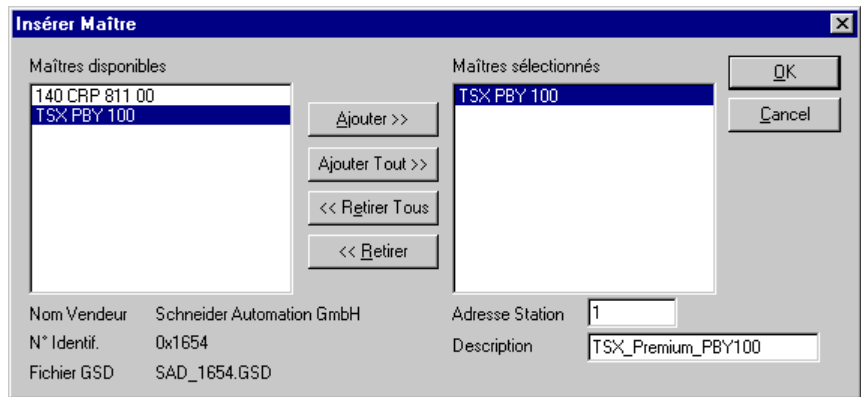 Insérer Maître
Maîtres disponibles
140 CRP 811 00
TSX PBY 100
Ajouter >>
Ajouter Tout >>
<< Retirer Tous
<< Retirer
Maîtres sélectionnés
TSX PBY 100
OK
Cancel
Nom Vendeur Schneider Automation GmbH
N° Identif. 0x1654
Fichier GSD SAD_1654.GSD
Adresse Station 1
Description TSX_Premium_PBY100